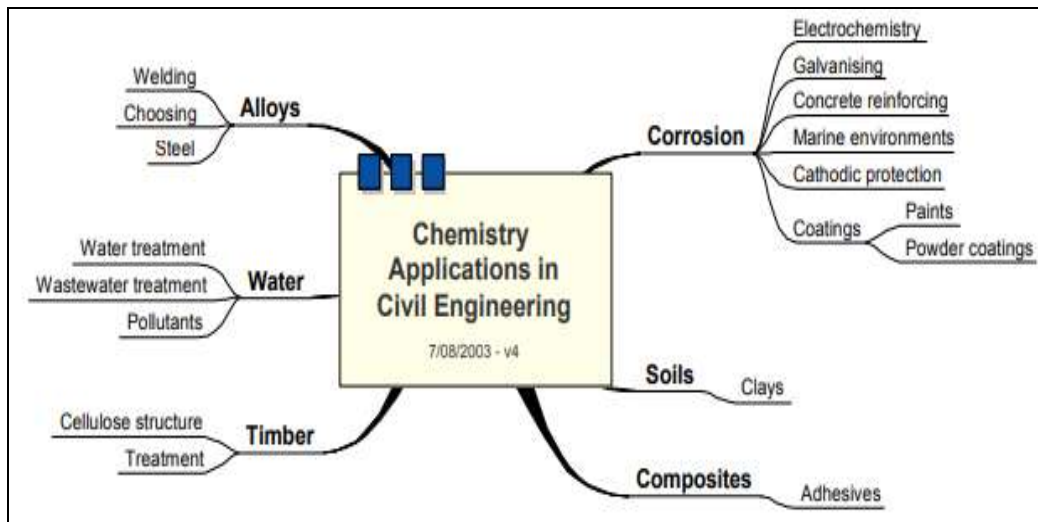 Chemistry
Applications in
Civil Engineering
7/08/2003 - v4
Alloys
Welding
Choosing
Steel
Water
Water treatment
Wastewater treatment
Pollutants
Timber
Cellulose structure
Treatment
Corrosion
Electrochemistry
Galvanising
Concrete reinforcing
Marine environments
Cathodic protection
Coatings
Paints
Powder coatings
Soils
Clays
Composites
Adhesives